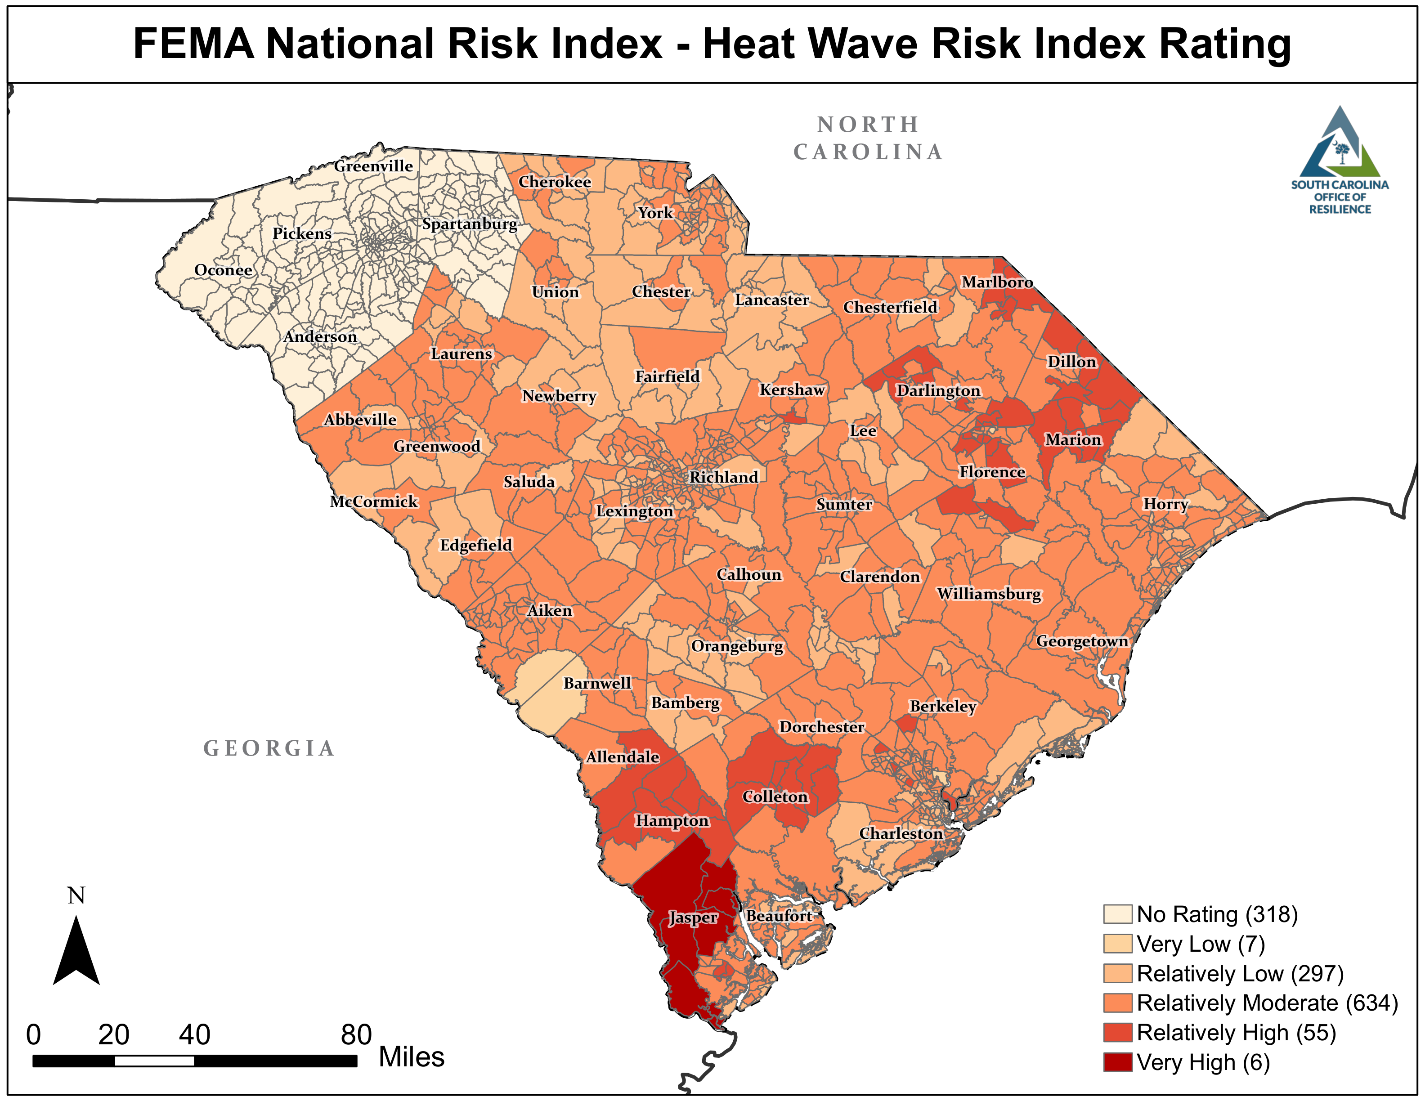 FEMA National Risk Index - Heat Wave Risk Index Rating
NORTH
CAROLINA
SOUTH CAROLINA
OFFICE OF
RESILIENCE
Greenville
Cherokee
Spartanburg
York
Pickens
Oconee
Union
Chester
Lancaster
Marlboro
Chesterfield
Anderson
Laurens
Dillon
Fairfield
Newberry
Kershaw
Darlington
Abbeville
Greenwood
Lee
Marion
Florence
Saluda
Richland
McCormick
Lexington
Sumter
Horry
Edgefield
Calhoun
Clarendon
Williamsburg
Aiken
Orangeburg
Georgetown
Barnwell
Bamberg
Berkeley
Dorchester
GEORGIA
Allendale
Colleton
Hampton
Charleston
Jasper
Beaufort
N
0 20 40 80
Miles
No Rating (318)
Very Low (7)
Relatively Low (297)
Relatively Moderate (634)
Relatively High (55)
Very High (6)